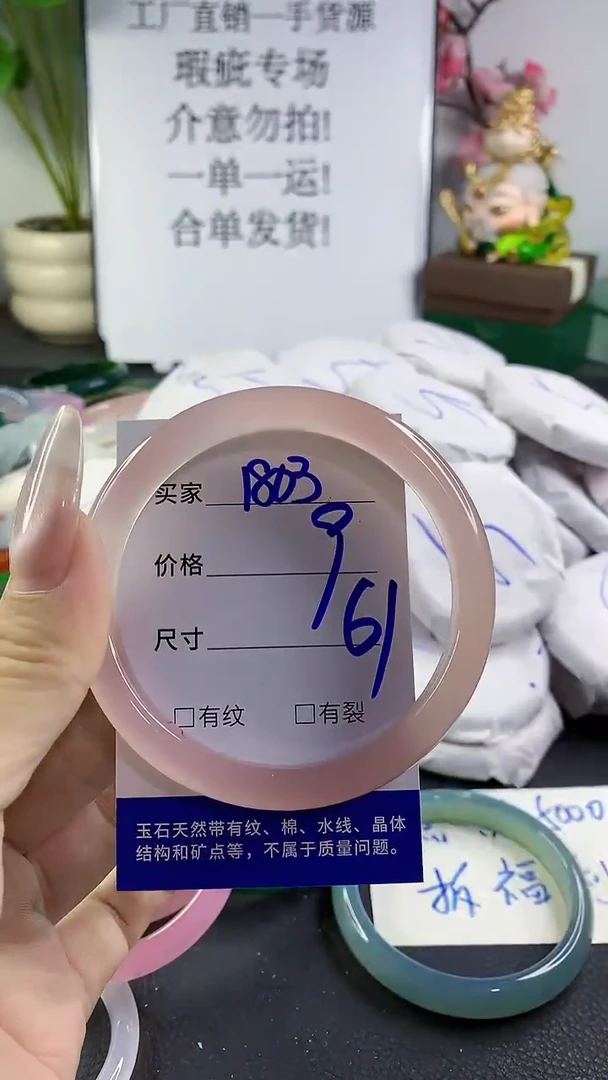 工厂直销一手货源
瑕疵专场
介意勿拍!
一单一运!
合单发货!
买家 1803
价格 9
尺寸 61
□有纹 □有裂
玉石天然带有纹、棉、水线、晶体
结构和矿点等，不属于质量问题。
拆福